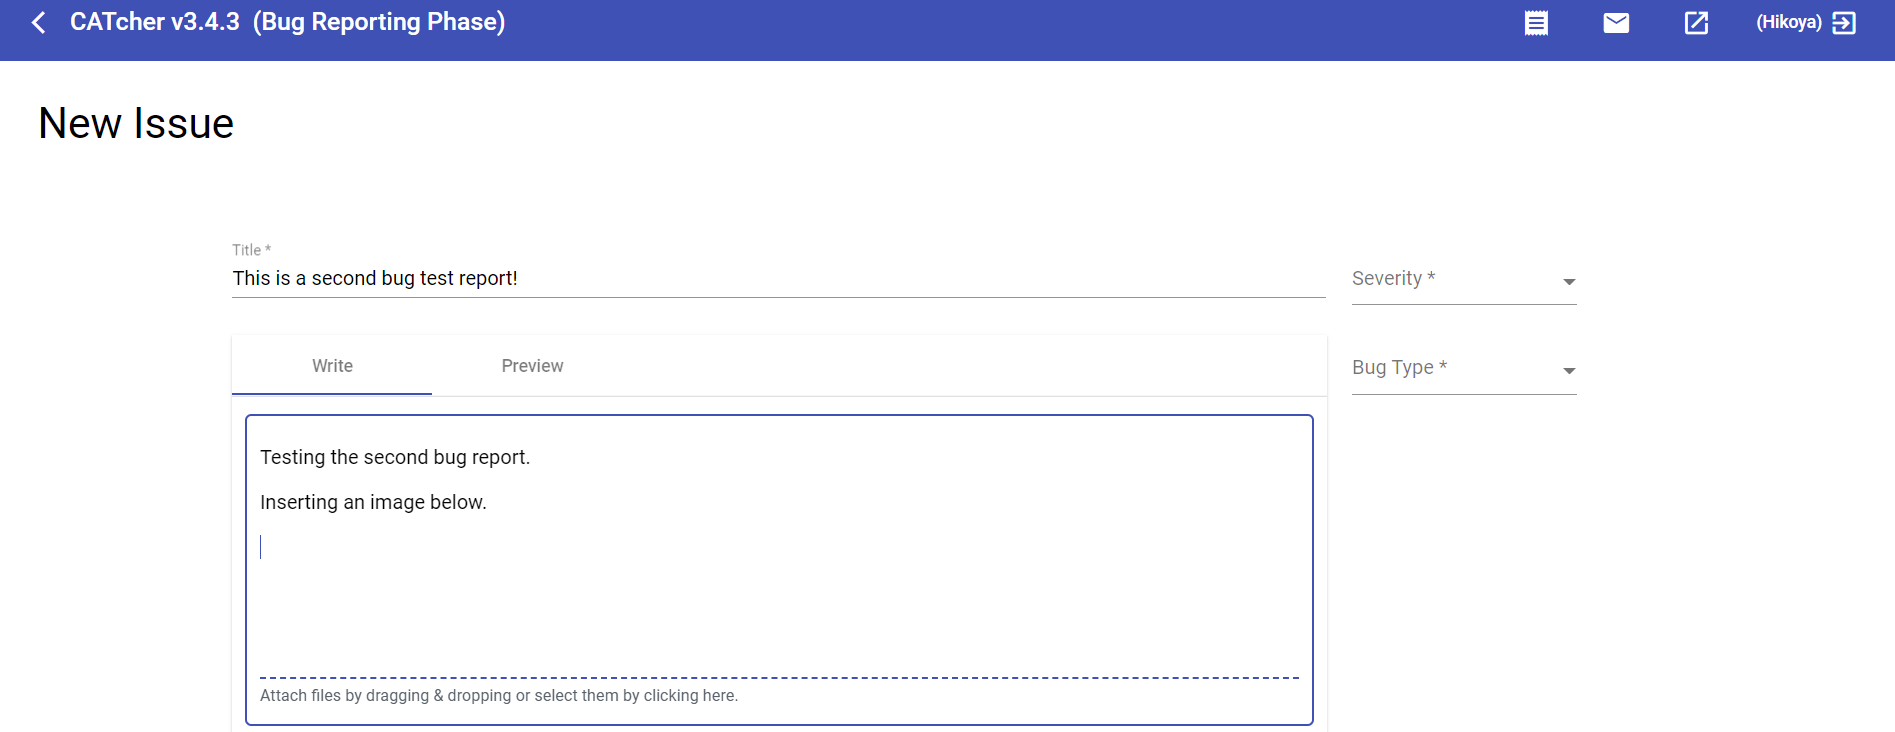 CATcher v3.4.3 (Bug Reporting Phase)
(Hikoya)
New Issue
Title *
This is a second bug test report!
Severity *
Write
Preview
Bug Type *
Testing the second bug report.
Inserting an image below.
Attach files by dragging & dropping or select them by clicking here.